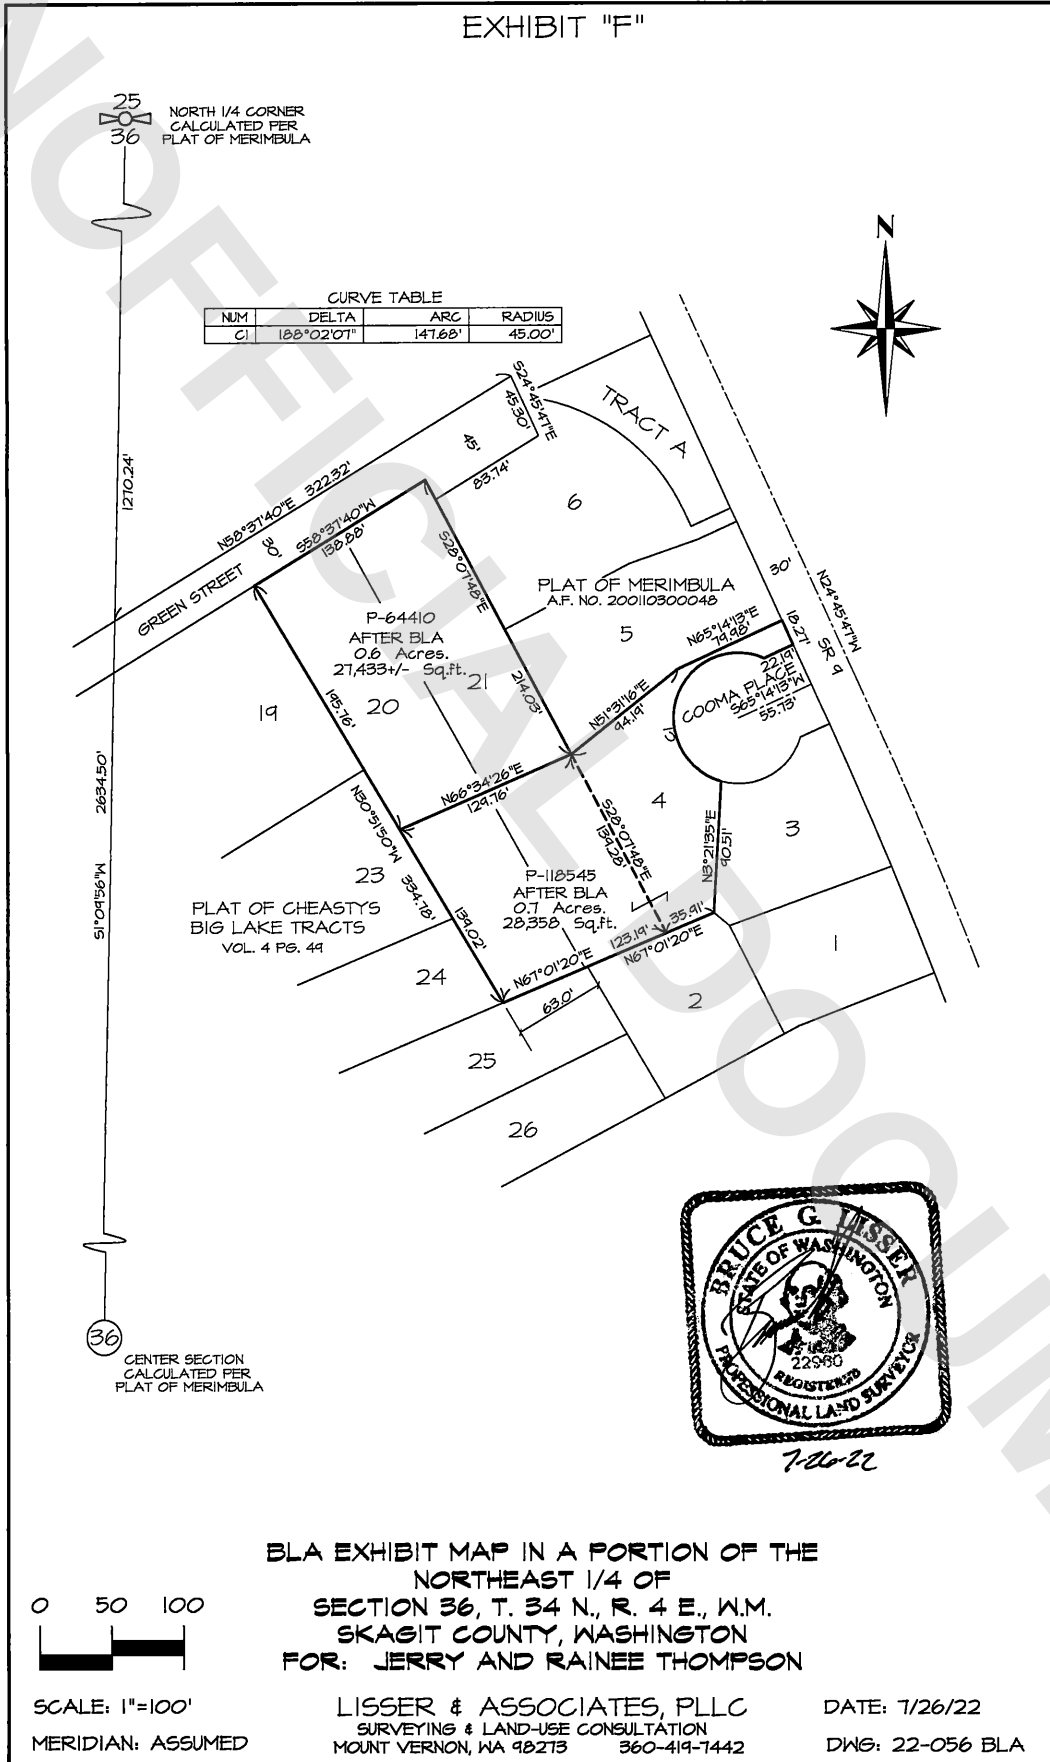 EXHIBIT "F"
25
36
NORTH 1/4 CORNER
CALCULATED PER
PLAT OF MERIMBULA
N
CURVE TABLE
NUM DELTA ARC RADIUS
C1 188°02'07" 147.68' 45.00'
S24°45'47"E
45.30'
TRACT A
45'
83.74'
1270.24'
N58°37'40"E 322.32'
S58°37'40"W
138.88'
30'
GREEN STREET
6
S28°07'48"E
214.03'
PLAT OF MERIMBULA
A.F. NO. 200110300048
30'
N24°45'47"W
SR 9
18.27'
P-64410
AFTER BLA
0.6 Acres.
27,433+/- Sq.ft.
5
N65°14'13"E
79.98'
22.19'
COOMA PLACE
S65°14'13"W
55.73'
21
20
19
195.76'
N51°31'16"E
94.19'
C1
N66°34'26"E
129.76'
2634.50'
S1°09'56"W
4
3
S28°07'48"E
139.28'
N3°21'35"E
90.51'
N30°51'50"W
334.78'
139.02'
23
P-118545
AFTER BLA
0.7 Acres.
28,358 Sq.ft.
PLAT OF CHEASTYS
BIG LAKE TRACTS
VOL. 4 PG. 49
N67°01'20"E
123.19'
35.91'
N67°01'20"E
1
24
2
63.0'
25
26
36
CENTER SECTION
CALCULATED PER
PLAT OF MERIMBULA
BRUCE G. LISSER
STATE OF WASHINGTON
22960
REGISTERED
PROFESSIONAL LAND SURVEYOR
7-26-22
BLA EXHIBIT MAP IN A PORTION OF THE
NORTHEAST 1/4 OF
SECTION 36, T. 34 N., R. 4 E., W.M.
SKAGIT COUNTY, WASHINGTON
FOR: JERRY AND RAINEE THOMPSON
0 50 100
SCALE: 1"=100'
MERIDIAN: ASSUMED
LISSER & ASSOCIATES, PLLC
SURVEYING & LAND-USE CONSULTATION
MOUNT VERNON, WA 98273 360-419-7442
DATE: 7/26/22
DWG: 22-056 BLA